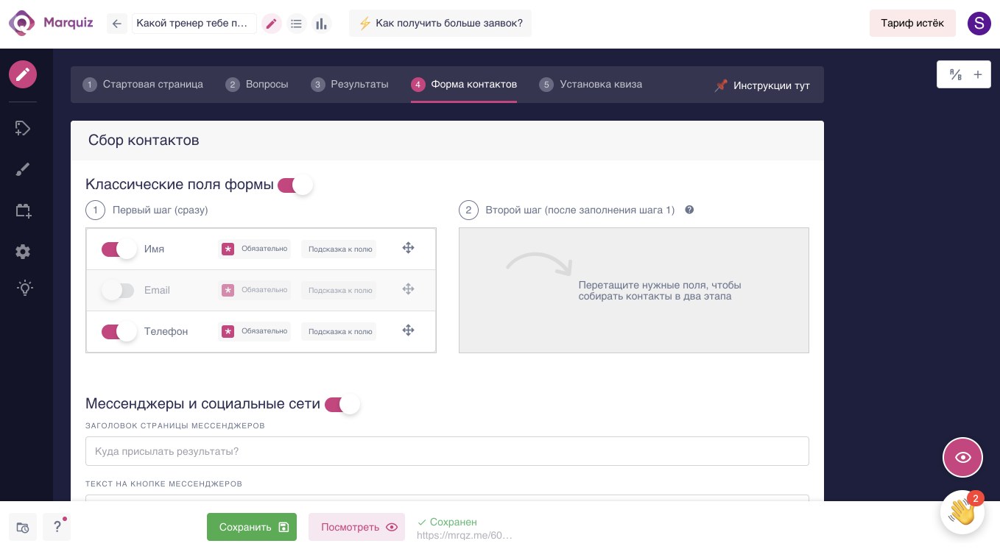 Marquiz
Какой тренер тебе п...
⚡ Как получить больше заявок?
Тариф истёк
S
1 Стартовая страница
2 Вопросы
3 Результаты
4 Форма контактов
5 Установка квиза
Инструкции тут
A/B +
Сбор контактов
Классические поля формы
1 Первый шаг (сразу)
2 Второй шаг (после заполнения шага 1) ?
Имя * Обязательно Подсказка к полю
Email * Обязательно Подсказка к полю
Телефон * Обязательно Подсказка к полю
Перетащите нужные поля, чтобы
собирать контакты в два этапа
Мессенджеры и социальные сети
ЗАГОЛОВОК СТРАНИЦЫ МЕССЕНДЖЕРОВ
Куда присылать результаты?
ТЕКСТ НА КНОПКЕ МЕССЕНДЖЕРОВ
?
Сохранить
Посмотреть
Сохранен
https://mrqz.me/60...
2